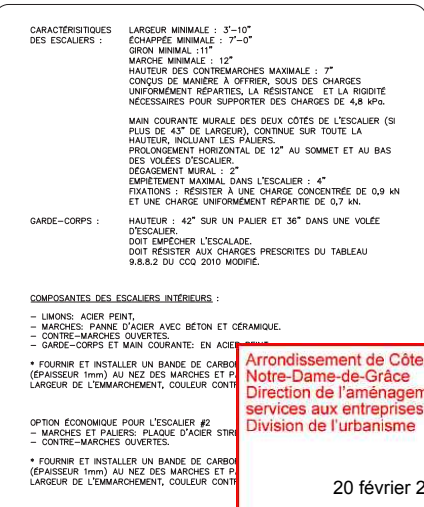 CARACTÉRISITIQUES DES ESCALIERS :
LARGEUR MINIMALE : 3'-10"
ÉCHAPPÉE MINIMALE : 7'-0"
GIRON MINIMAL :11"
MARCHE MINIMALE : 12"
HAUTEUR DES CONTREMARCHES MAXIMALE : 7"
CONÇUS DE MANIÈRE À OFFRIER, SOUS DES CHARGES
UNIFORMÉMENT RÉPARTIES, LA RÉSISTANCE ET LA RIGIDITÉ
NÉCESSAIRES POUR SUPPORTER DES CHARGES DE 4,8 kPa.
MAIN COURANTE MURALE DES DEUX CÔTÉS DE L'ESCALIER (SI
PLUS DE 43" DE LARGEUR), CONTINUE SUR TOUTE LA
HAUTEUR, INCLUANT LES PALIERS.
PROLONGEMENT HORIZONTAL DE 12" AU SOMMET ET AU BAS
DES VOLÉES D'ESCALIER.
DÉGAGEMENT MURAL : 2"
EMPIÈTEMENT MAXIMAL DANS L'ESCALIER : 4"
FIXATIONS : RÉSISTER À UNE CHARGE CONCENTRÉE DE 0,9 kN
ET UNE CHARGE UNIFORMÉMENT RÉPARTIE DE 0,7 kN.
GARDE-CORPS :
HAUTEUR : 42" SUR UN PALIER ET 36" DANS UNE VOLÉE
D'ESCALIER.
DOIT EMPÊCHER L'ESCALADE.
DOIT RÉSISTER AUX CHARGES PRESCRITES DU TABLEAU
9.8.8.2 DU CCQ 2010 MODIFIÉ.
COMPOSANTES DES ESCALIERS INTÉRIEURS :
- LIMONS: ACIER PEINT,
- MARCHES: PANNE D'ACIER AVEC BÉTON ET CÉRAMIQUE.
- CONTRE-MARCHES OUVERTES.
- GARDE-CORPS ET MAIN COURANTE: EN ACIER PEINT
* FOURNIR ET INSTALLER UN BANDE DE CARBO
(ÉPAISSEUR 1mm) AU NEZ DES MARCHES ET P
LARGEUR DE L'EMMARCHEMENT, COULEUR CONT
OPTION ÉCONOMIQUE POUR L'ESCALIER #2
- MARCHES ET PALIERS: PLAQUE D'ACIER STR
- CONTRE-MARCHES OUVERTES.
* FOURNIR ET INSTALLER UN BANDE DE CARBO
(ÉPAISSEUR 1mm) AU NEZ DES MARCHES ET P
LARGEUR DE L'EMMARCHEMENT, COULEUR CONT
Arrondissement de Côte
Notre-Dame-de-Grâce
Direction de l'aménagem
services aux entreprises
Division de l'urbanisme
20 février 2